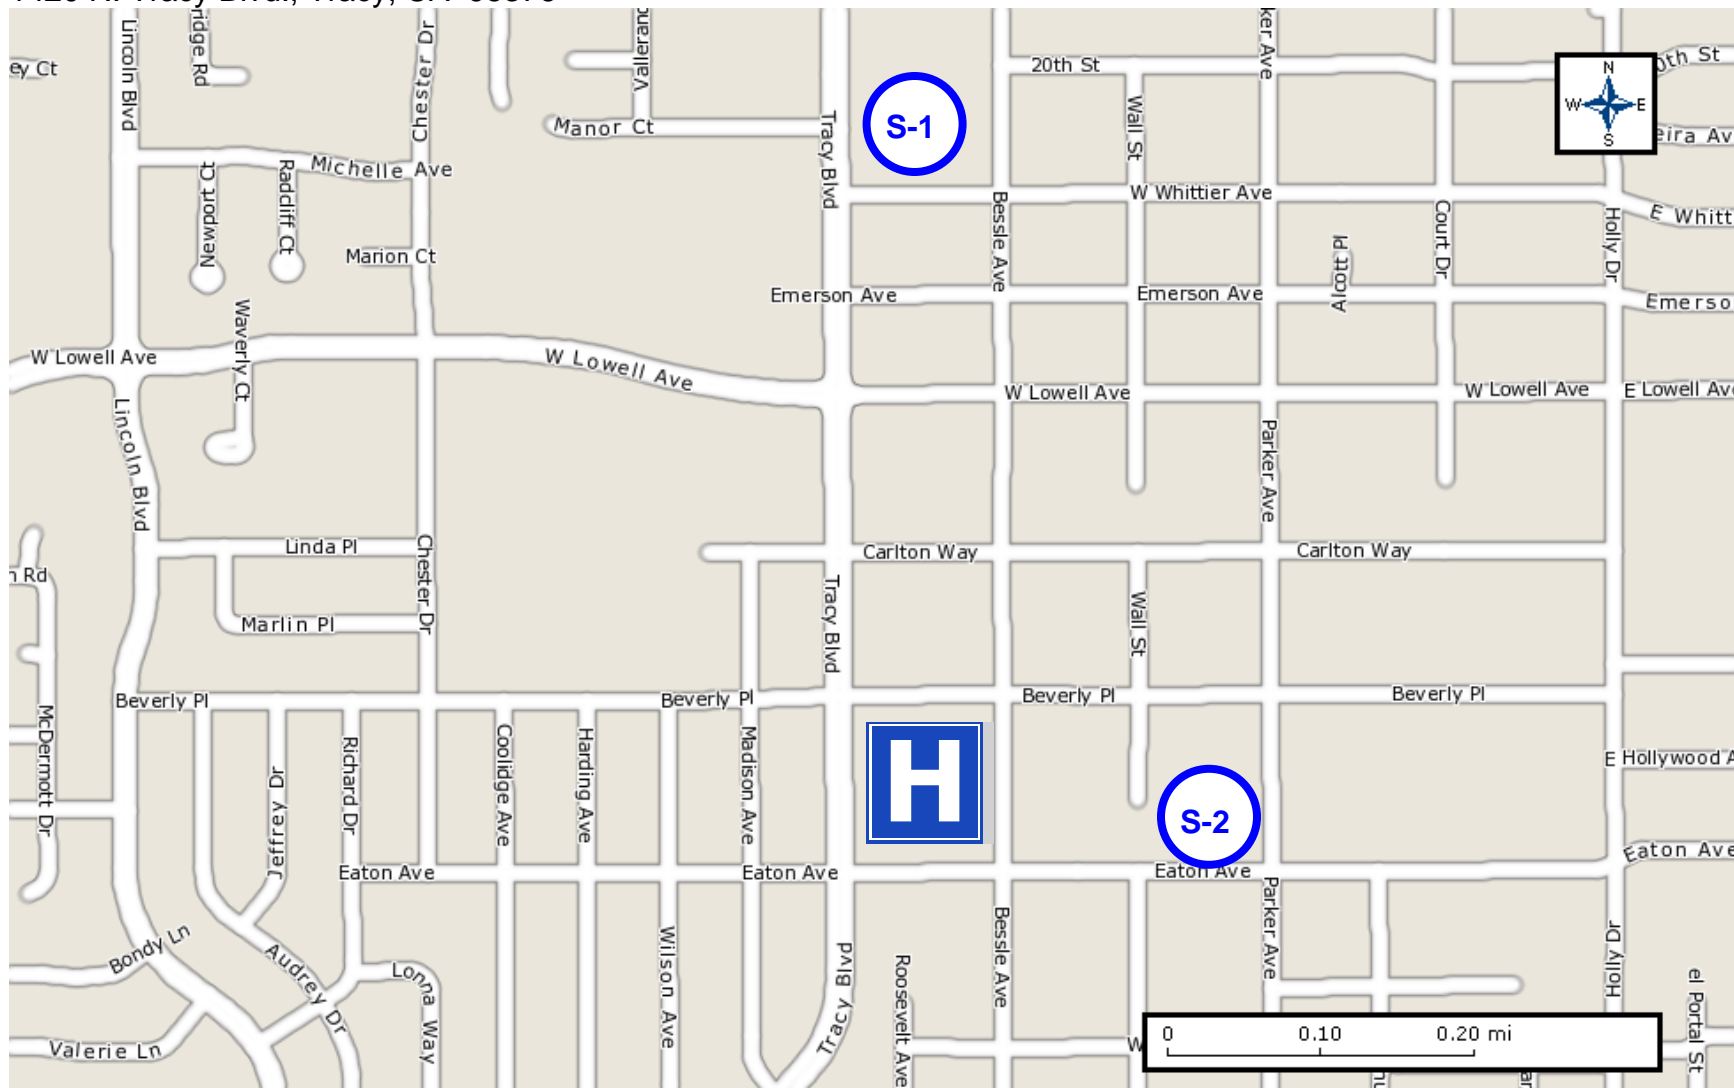 20th St
Lincoln Blvd
Chester Dr
Manor Ct
Tracy Blvd
S-1
Wall St
N
W E
S
Michelle Ave
Newport Ct
Radcliff Ct
Marion Ct
W Whittier Ave
Bessie Ave
Court Dr
Holly Dr
Alcott Pl
Emerson Ave
Emerson Ave
Waverly Ct
W Lowell Ave
W Lowell Ave
W Lowell Ave
W Lowell Ave
E Lowell Ave
Lincoln Blvd
Parker Ave
Linda Pl
Chester Dr
Carlton Way
Carlton Way
Tracy Blvd
Wall St
Marlin Pl
Beverly Pl
Beverly Pl
Beverly Pl
Beverly Pl
McDermott Dr
Jeffrey Dr
Richard Dr
Coolidge Ave
Harding Ave
Madison Ave
H
S-2
E Hollywood A
Eaton Ave
Eaton Ave
Eaton Ave
Eaton Ave
Parker Ave
Bessie Ave
Holly Dr
Bondy Ln
Audrey Dr
Lonna Way
Wilson Ave
Tracy Blvd
Roosevelt Ave
el Portal St
Valerie Ln
0 0.10 0.20 mi